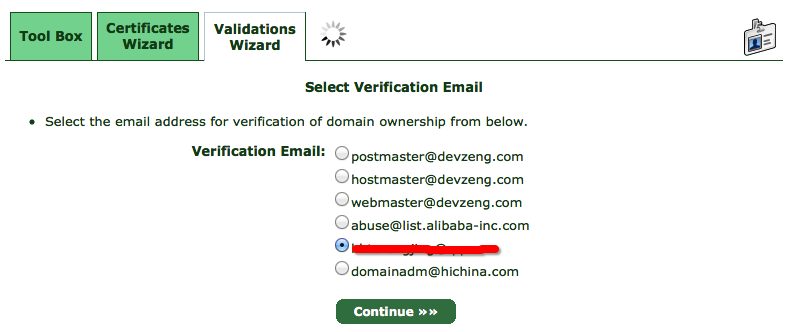 Tool Box
Certificates
Wizard
Validations
Wizard
Select Verification Email
• Select the email address for verification of domain ownership from below.
Verification Email:
postmaster@devzeng.com
hostmaster@devzeng.com
webmaster@devzeng.com
abuse@list.alibaba-inc.com
domainadm@hichina.com
Continue »»